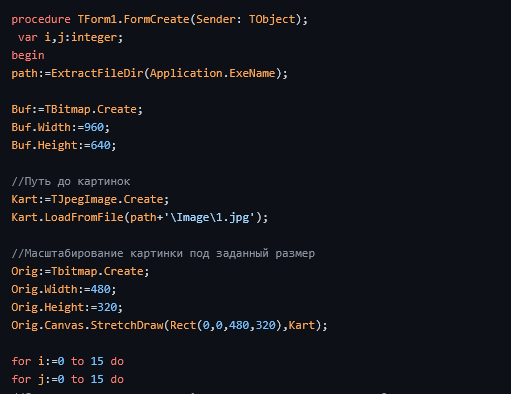 procedure TForm1.FormCreate(Sender: TObject);
var i,j:integer;
begin
path:=ExtractFileDir(Application.ExeName);
Buf:=TBitmap.Create;
Buf.Width:=960;
Buf.Height:=640;
//Путь до картинок
Kart:=TJpegImage.Create;
Kart.LoadFromFile(path+'\Image\1.jpg');
//Масштабирование картинки под заданный размер
Orig:=Tbitmap.Create;
Orig.Width:=480;
Orig.Height:=320;
Orig.Canvas.StretchDraw(Rect(0,0,480,320),Kart);
for i:=0 to 15 do
for j:=0 to 15 do